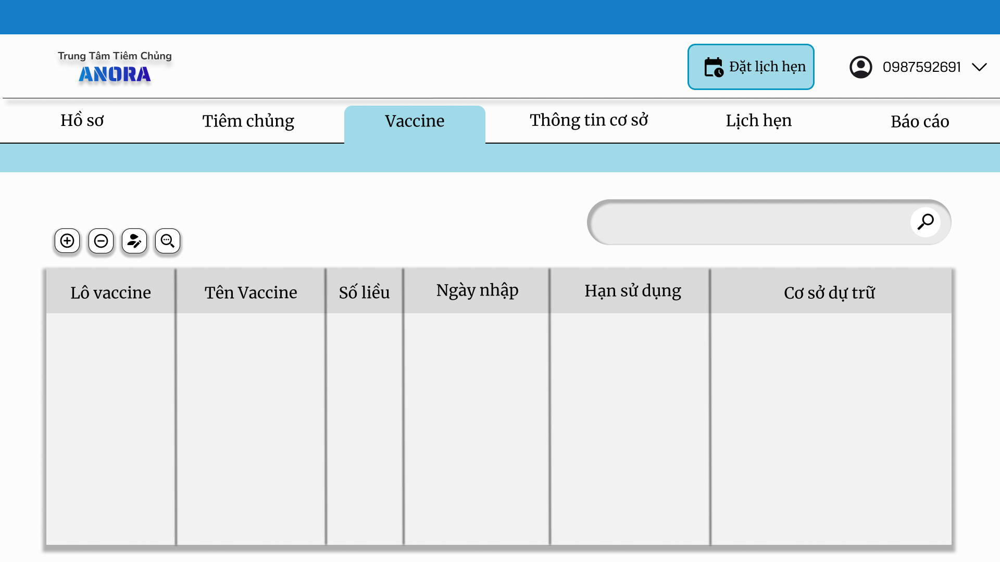 Trung Tâm Tiêm Chủng
ANORA
Đặt lịch hẹn
0987592691
Hồ sơ
Tiêm chủng
Vaccine
Thông tin cơ sở
Lịch hẹn
Báo cáo
Lô vaccine
Tên Vaccine
Số liều
Ngày nhập
Hạn sử dụng
Cơ sở dự trữ